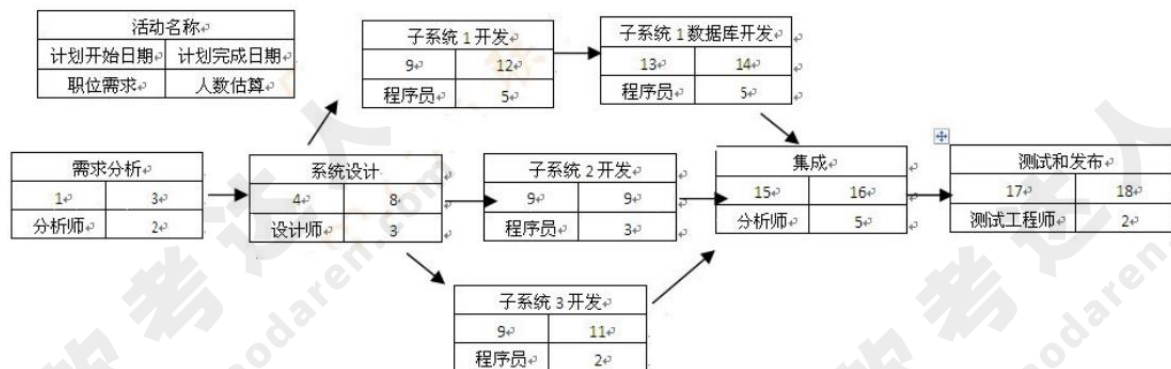 活动名称
计划开始日期 计划完成日期
职位需求 人数估算
子系统1开发
9 12
程序员 5
子系统1数据库开发
13 14
程序员 5
需求分析
1 3
分析师 2
系统设计
4 8
设计师 3
子系统2开发
9 9
程序员 3
集成
15 16
分析师 5
测试和发布
17 18
测试工程师 2
子系统3开发
9 11
程序员 2